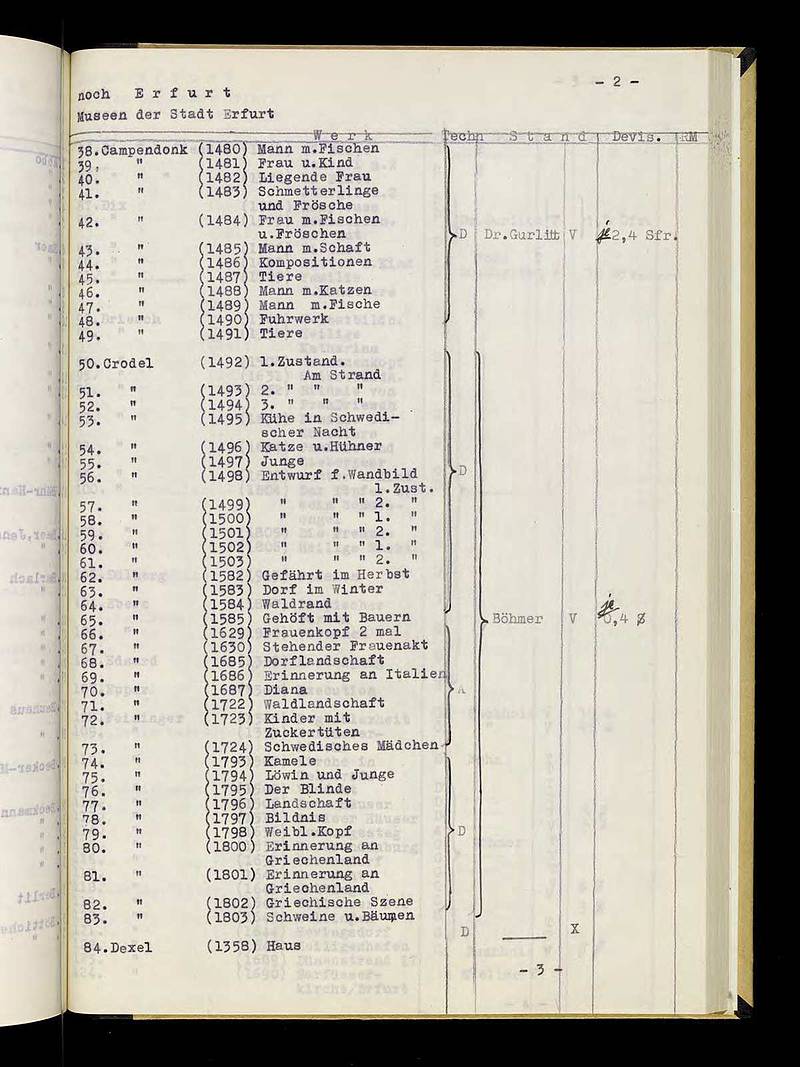 - 2 -
noch E r f u r t
Museen der Stadt Erfurt
W e r k Techn S t a n d Devis. RM
38.Campendonk (1480) Mann m.Fischen
39. " (1481) Frau u.Kind
40. " (1482) Liegende Frau
41. " (1483) Schmetterlinge
und Frösche
42. " (1484) Frau m.Fischen
u.Fröschen D Dr.Gurlitt V je 2,4 Sfr.
43. " (1485) Mann m.Schaft
44. " (1486) Kompositionen
45. " (1487) Tiere
46. " (1488) Mann m.Katzen
47. " (1489) Mann m.Fische
48. " (1490) Fuhrwerk
49. " (1491) Tiere
50.Crodel (1492) 1.Zustand.
Am Strand
51. " (1493) 2. " " "
52. " (1494) 3. " " "
53. " (1495) Kühe in Schwedi-
scher Nacht
54. " (1496) Katze u.Hühner
55. " (1497) Junge
56. " (1498) Entwurf f.Wandbild D
1.Zust.
57. " (1499) " " " 2. "
58. " (1500) " " " 1. "
59. " (1501) " " " 2. "
60. " (1502) " " " 1. "
61. " (1503) " " " 2. "
62. " (1582) Gefährt im Herbst
63. " (1583) Dorf im Winter
64. " (1584) Waldrand
65. " (1585) Gehöft mit Bauern Böhmer V je 0,4 $
66. " (1629) Frauenkopf 2 mal
67. " (1630) Stehender Frauenakt
68. " (1685) Dorflandschaft
69. " (1686) Erinnerung an Italien
70. " (1687) Diana A
71. " (1722) Waldlandschaft
72. " (1723) Kinder mit
Zuckertüten
73. " (1724) Schwedisches Mädchen
74. " (1793) Kamele
75. " (1794) Löwin und Junge
76. " (1795) Der Blinde
77. " (1796) Landschaft
78. " (1797) Bildnis
79. " (1798) Weibl.Kopf D
80. " (1800) Erinnerung an
Griechenland
81. " (1801) Erinnerung an
Griechenland
82. " (1802) Griechische Szene
83. " (1803) Schweine u.Bäumen
84.Dexel (1358) Haus D X
- 3 -